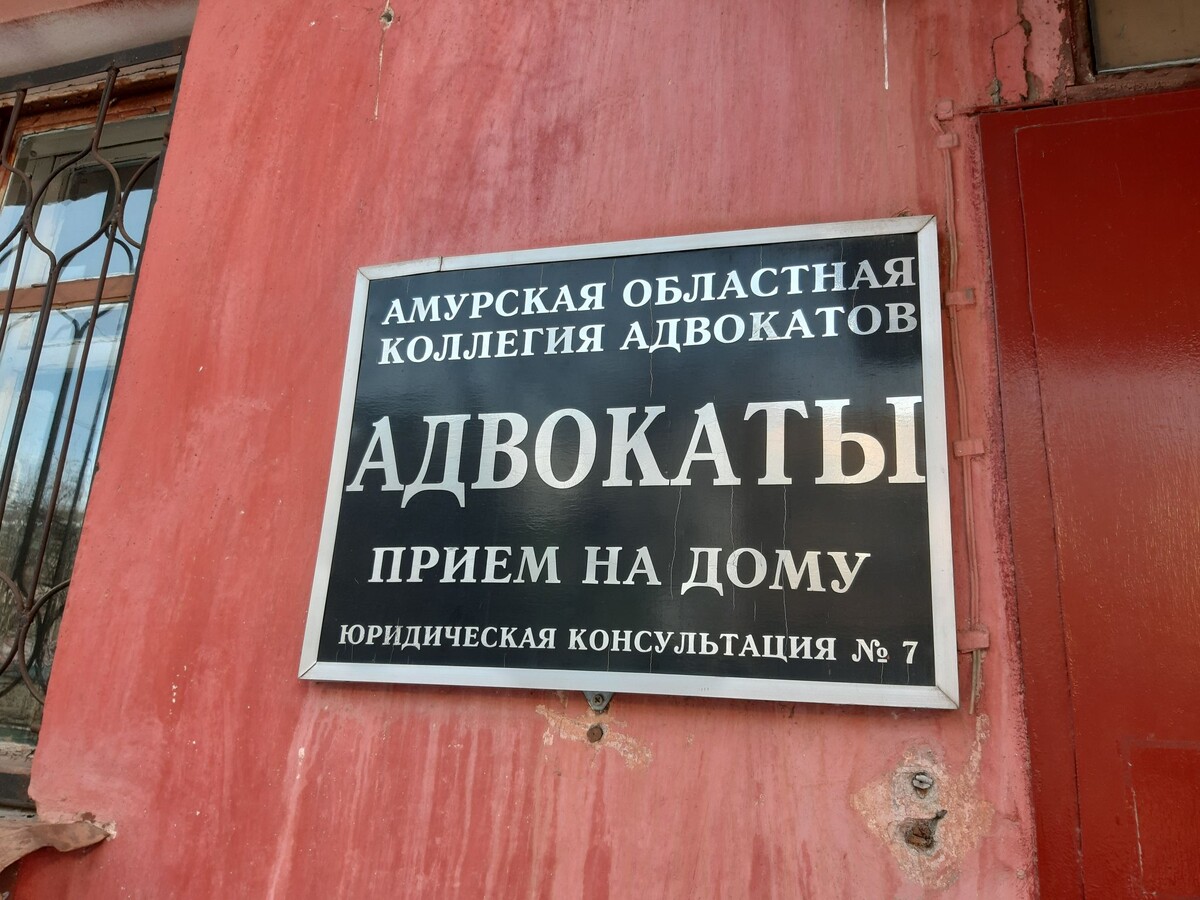 АМУРСКАЯ ОБЛАСТНАЯ
КОЛЛЕГИЯ АДВОКАТОВ
АДВОКАТЫ
ПРИЕМ НА ДОМУ
ЮРИДИЧЕСКАЯ КОНСУЛЬТАЦИЯ № 7